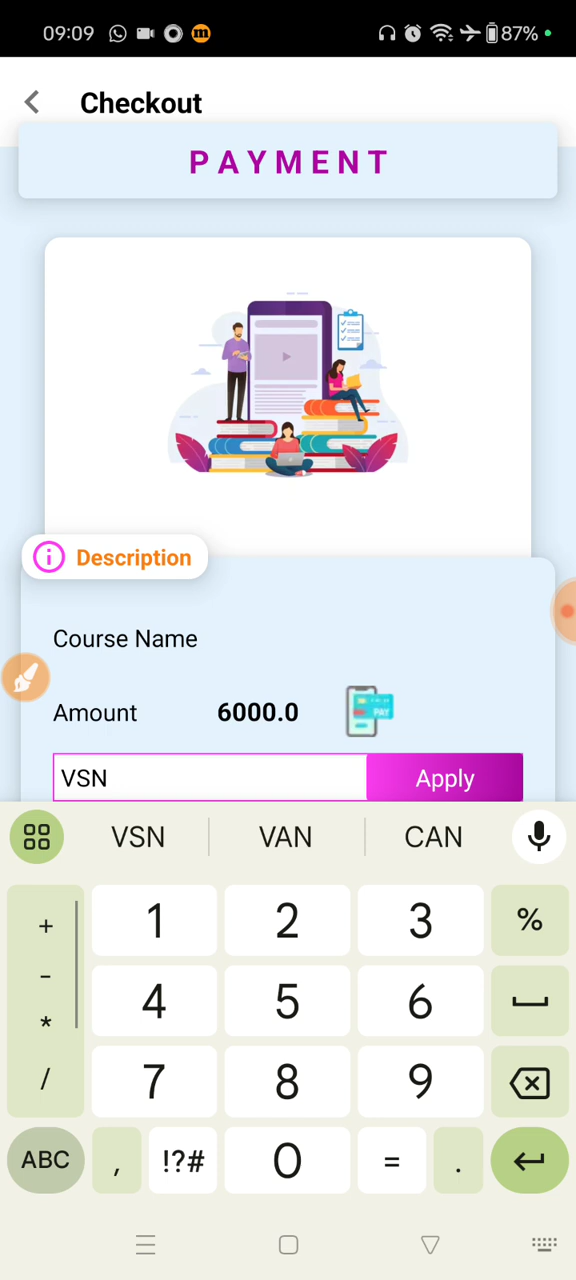 09:09 87%
Checkout
PAYMENT
Description
Course Name
Amount 6000.0
PAY
VSN Apply
VSN VAN CAN
+ 1 2 3 %
- 4 5 6
*
/ 7 8 9
ABC , !?# 0 = .